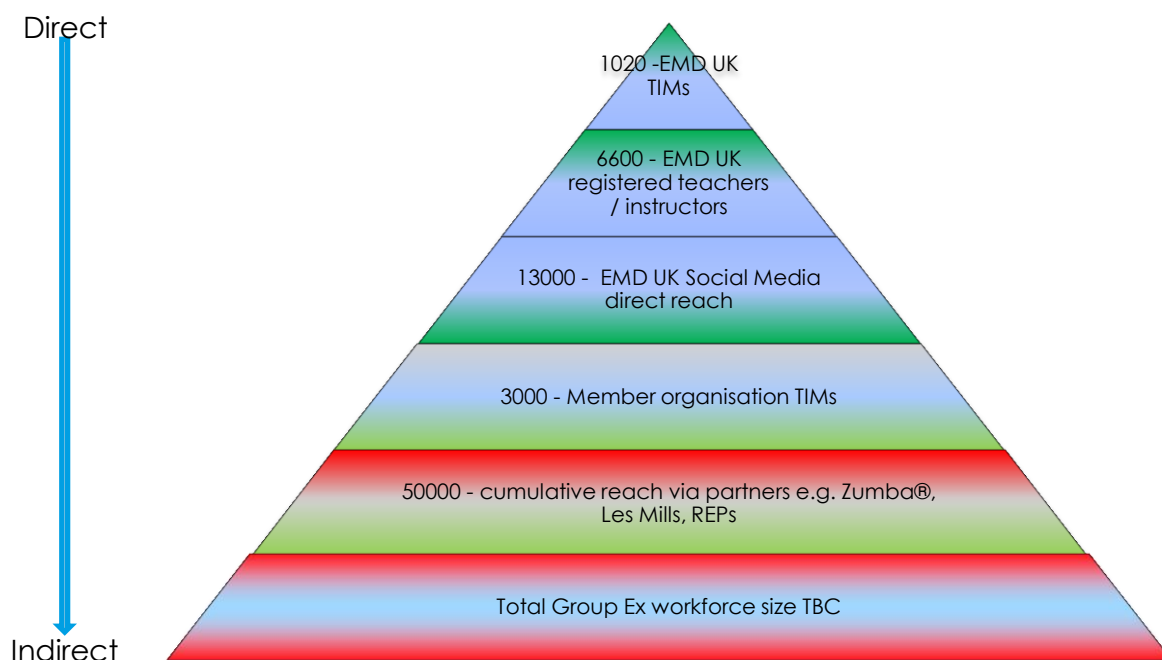 Direct
1020 -EMD UK
TIMs
6600 - EMD UK
registered teachers
/ instructors
13000 -  EMD UK Social Media
direct reach
3000 - Member organisation TIMs
50000 - cumulative reach via partners e.g. Zumba®,
Les Mills, REPs
Total Group Ex workforce size TBC
Indirect